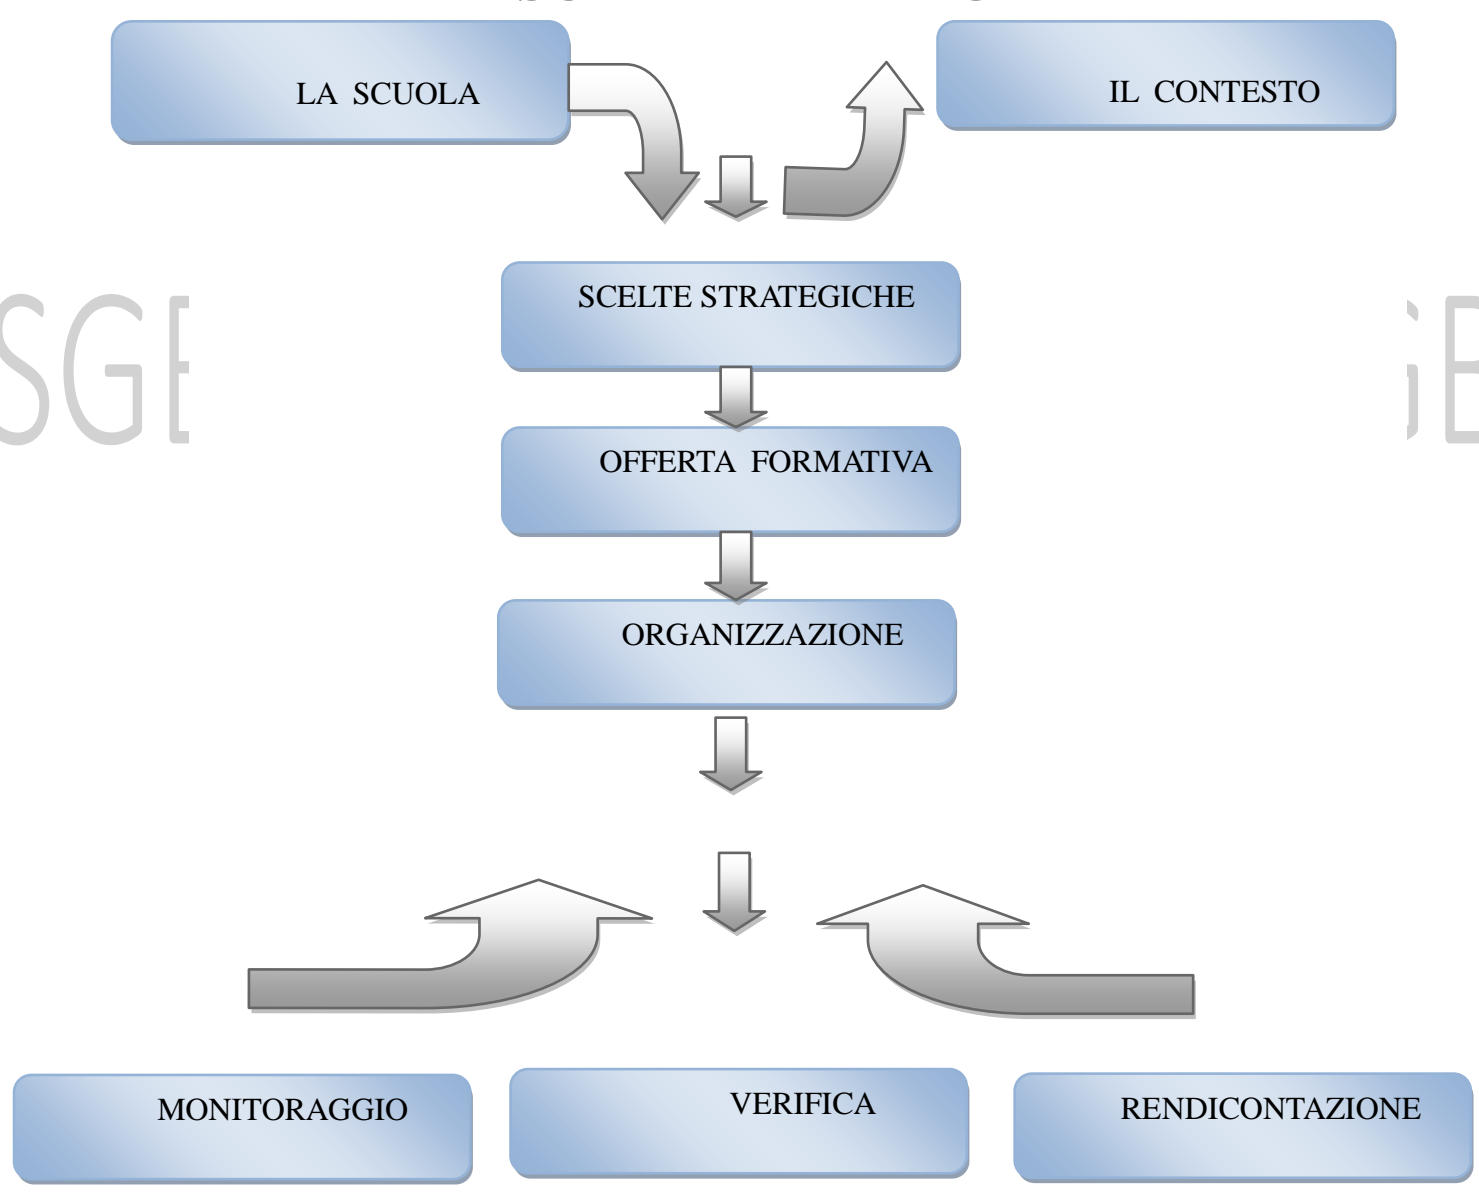 LA SCUOLA
IL CONTESTO
SCELTE STRATEGICHE
OFFERTA FORMATIVA
ORGANIZZAZIONE
MONITORAGGIO
VERIFICA
RENDICONTAZIONE